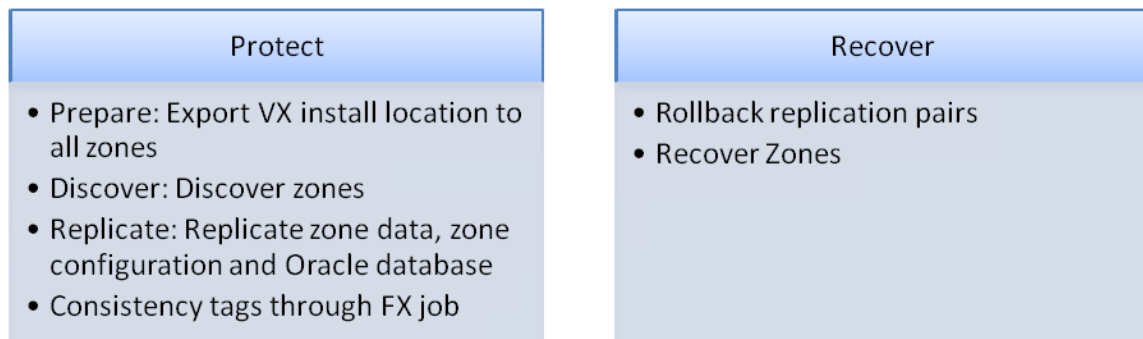 Protect
• Prepare: Export VX install location to
all zones
• Discover: Discover zones
• Replicate: Replicate zone data, zone
configuration and Oracle database
• Consistency tags through FX job
Recover
• Rollback replication pairs
• Recover Zones